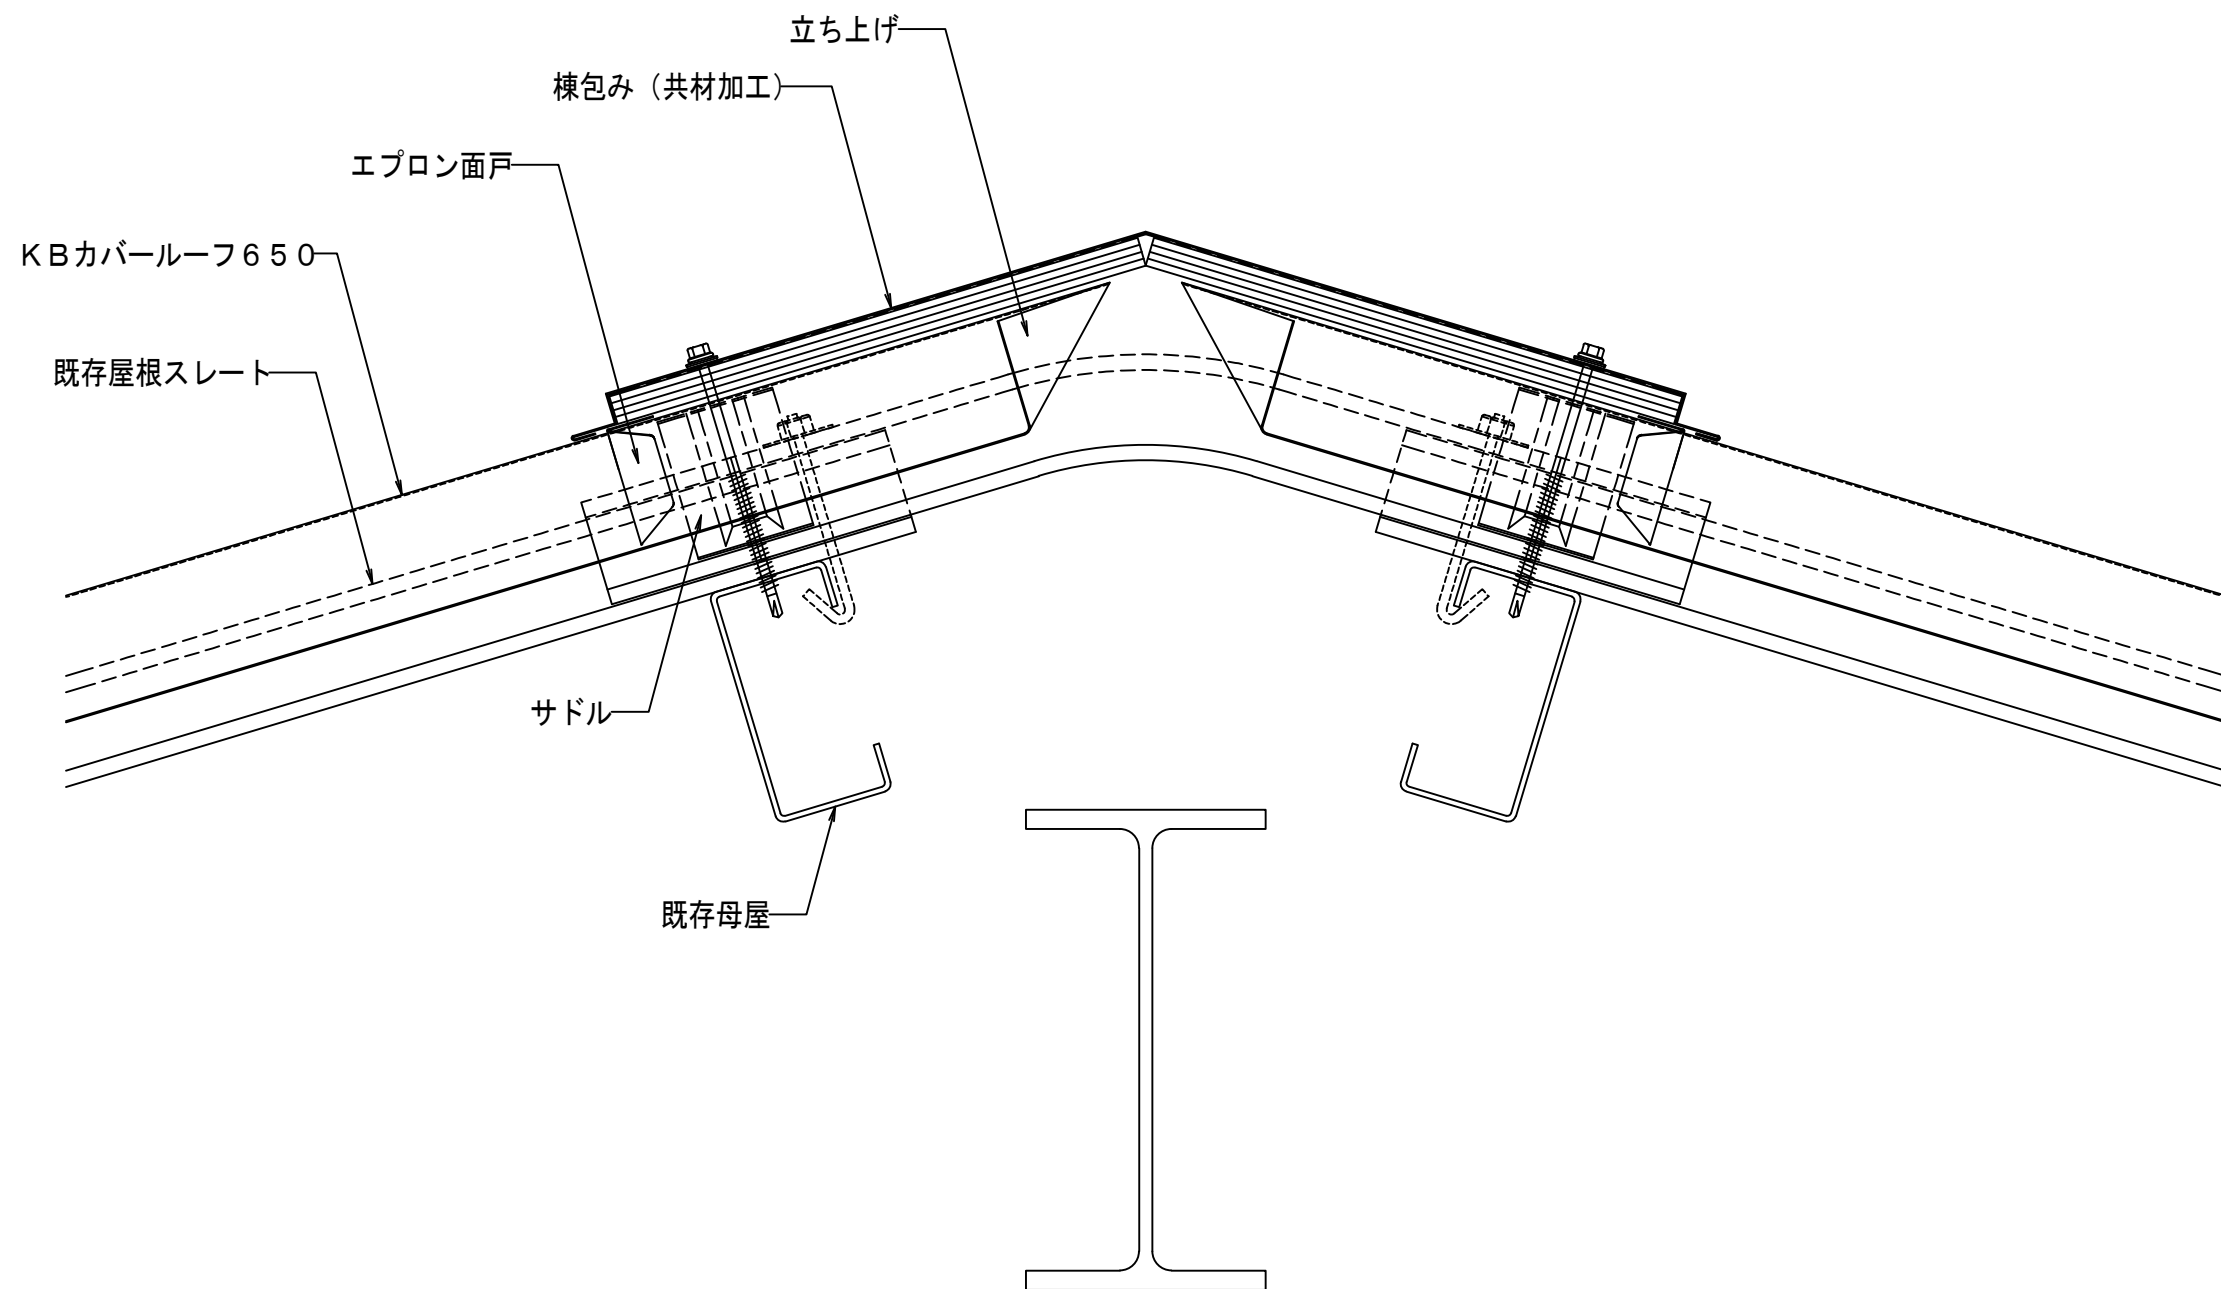 立ち上げ
棟包み（共材加工）
エプロン面戸
ＫＢカバールーフ６５０
既存屋根スレート
サドル
既存母屋